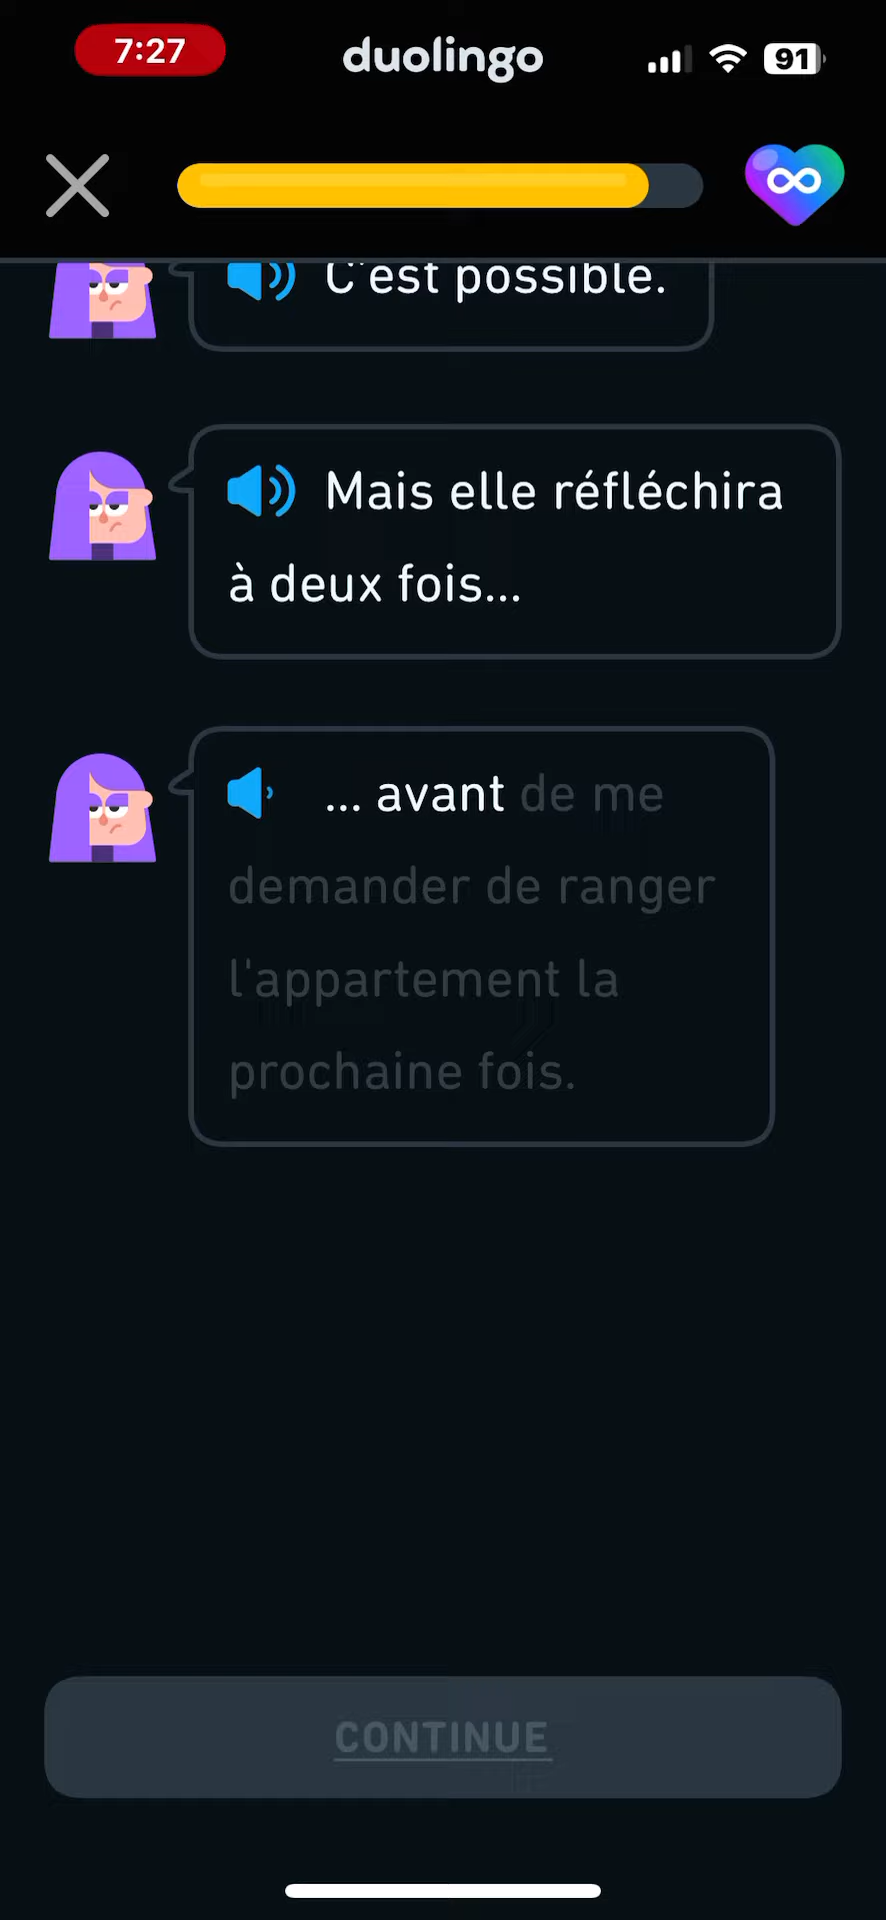 7:27
duolingo
91
C'est possible.
Mais elle réfléchira
à deux fois...
... avant de me
demander de ranger
l'appartement la
prochaine fois.
CONTINUE